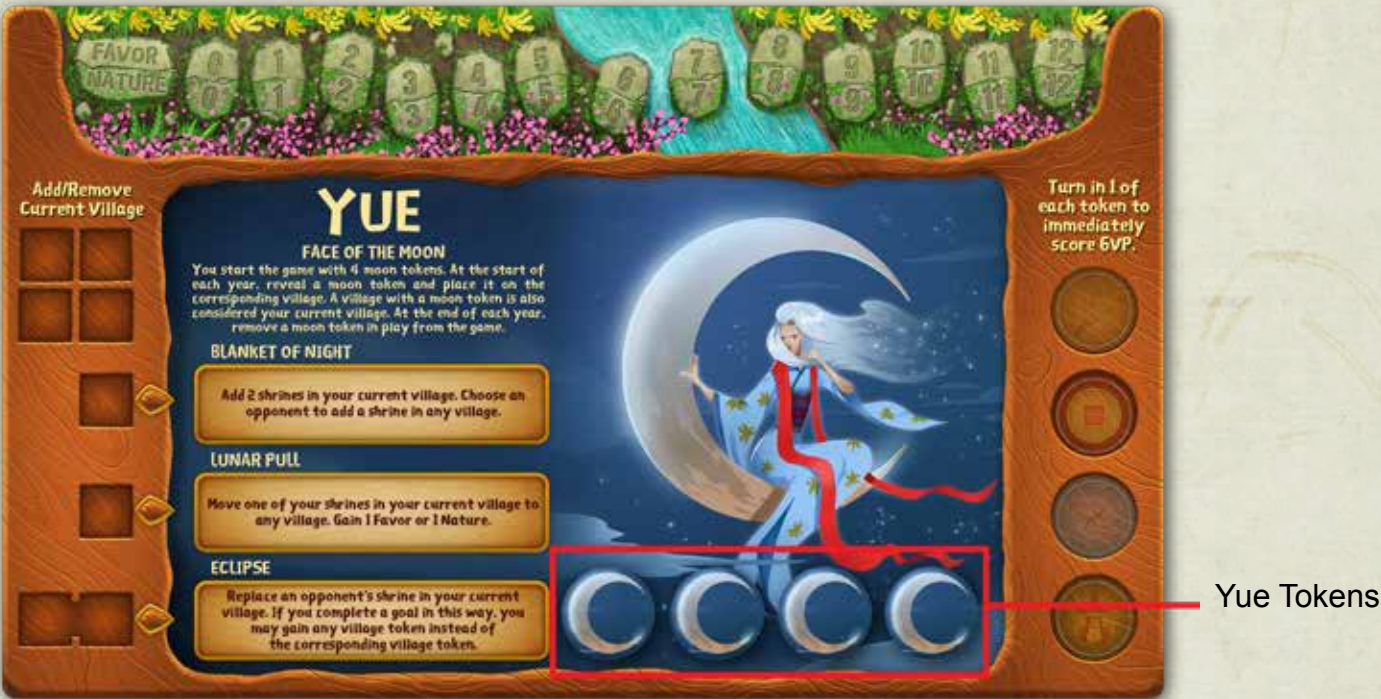 FAVOR 0 1 2 3 4 5 6 7 8 9 10 11 12
NATURE 0 1 2 3 4 5 6 7 8 9 10 11 12
Add/Remove
Current Village
YUE
FACE OF THE MOON
You start the game with 4 moon tokens. At the start of
each year, reveal a moon token and place it on the
corresponding village. A village with a moon token is also
considered your current village. At the end of each year,
remove a moon token in play from the game.
BLANKET OF NIGHT
Add 2 shrines in your current village. Choose an
opponent to add a shrine in any village.
LUNAR PULL
Move one of your shrines in your current village to
any village. Gain 1 Favor or 1 Nature.
ECLIPSE
Replace an opponent's shrine in your current
village. If you complete a goal in this way, you
may gain any village token instead of
the corresponding village token.
Turn in 1 of
each token to
immediately
score 6VP.
Yue Tokens